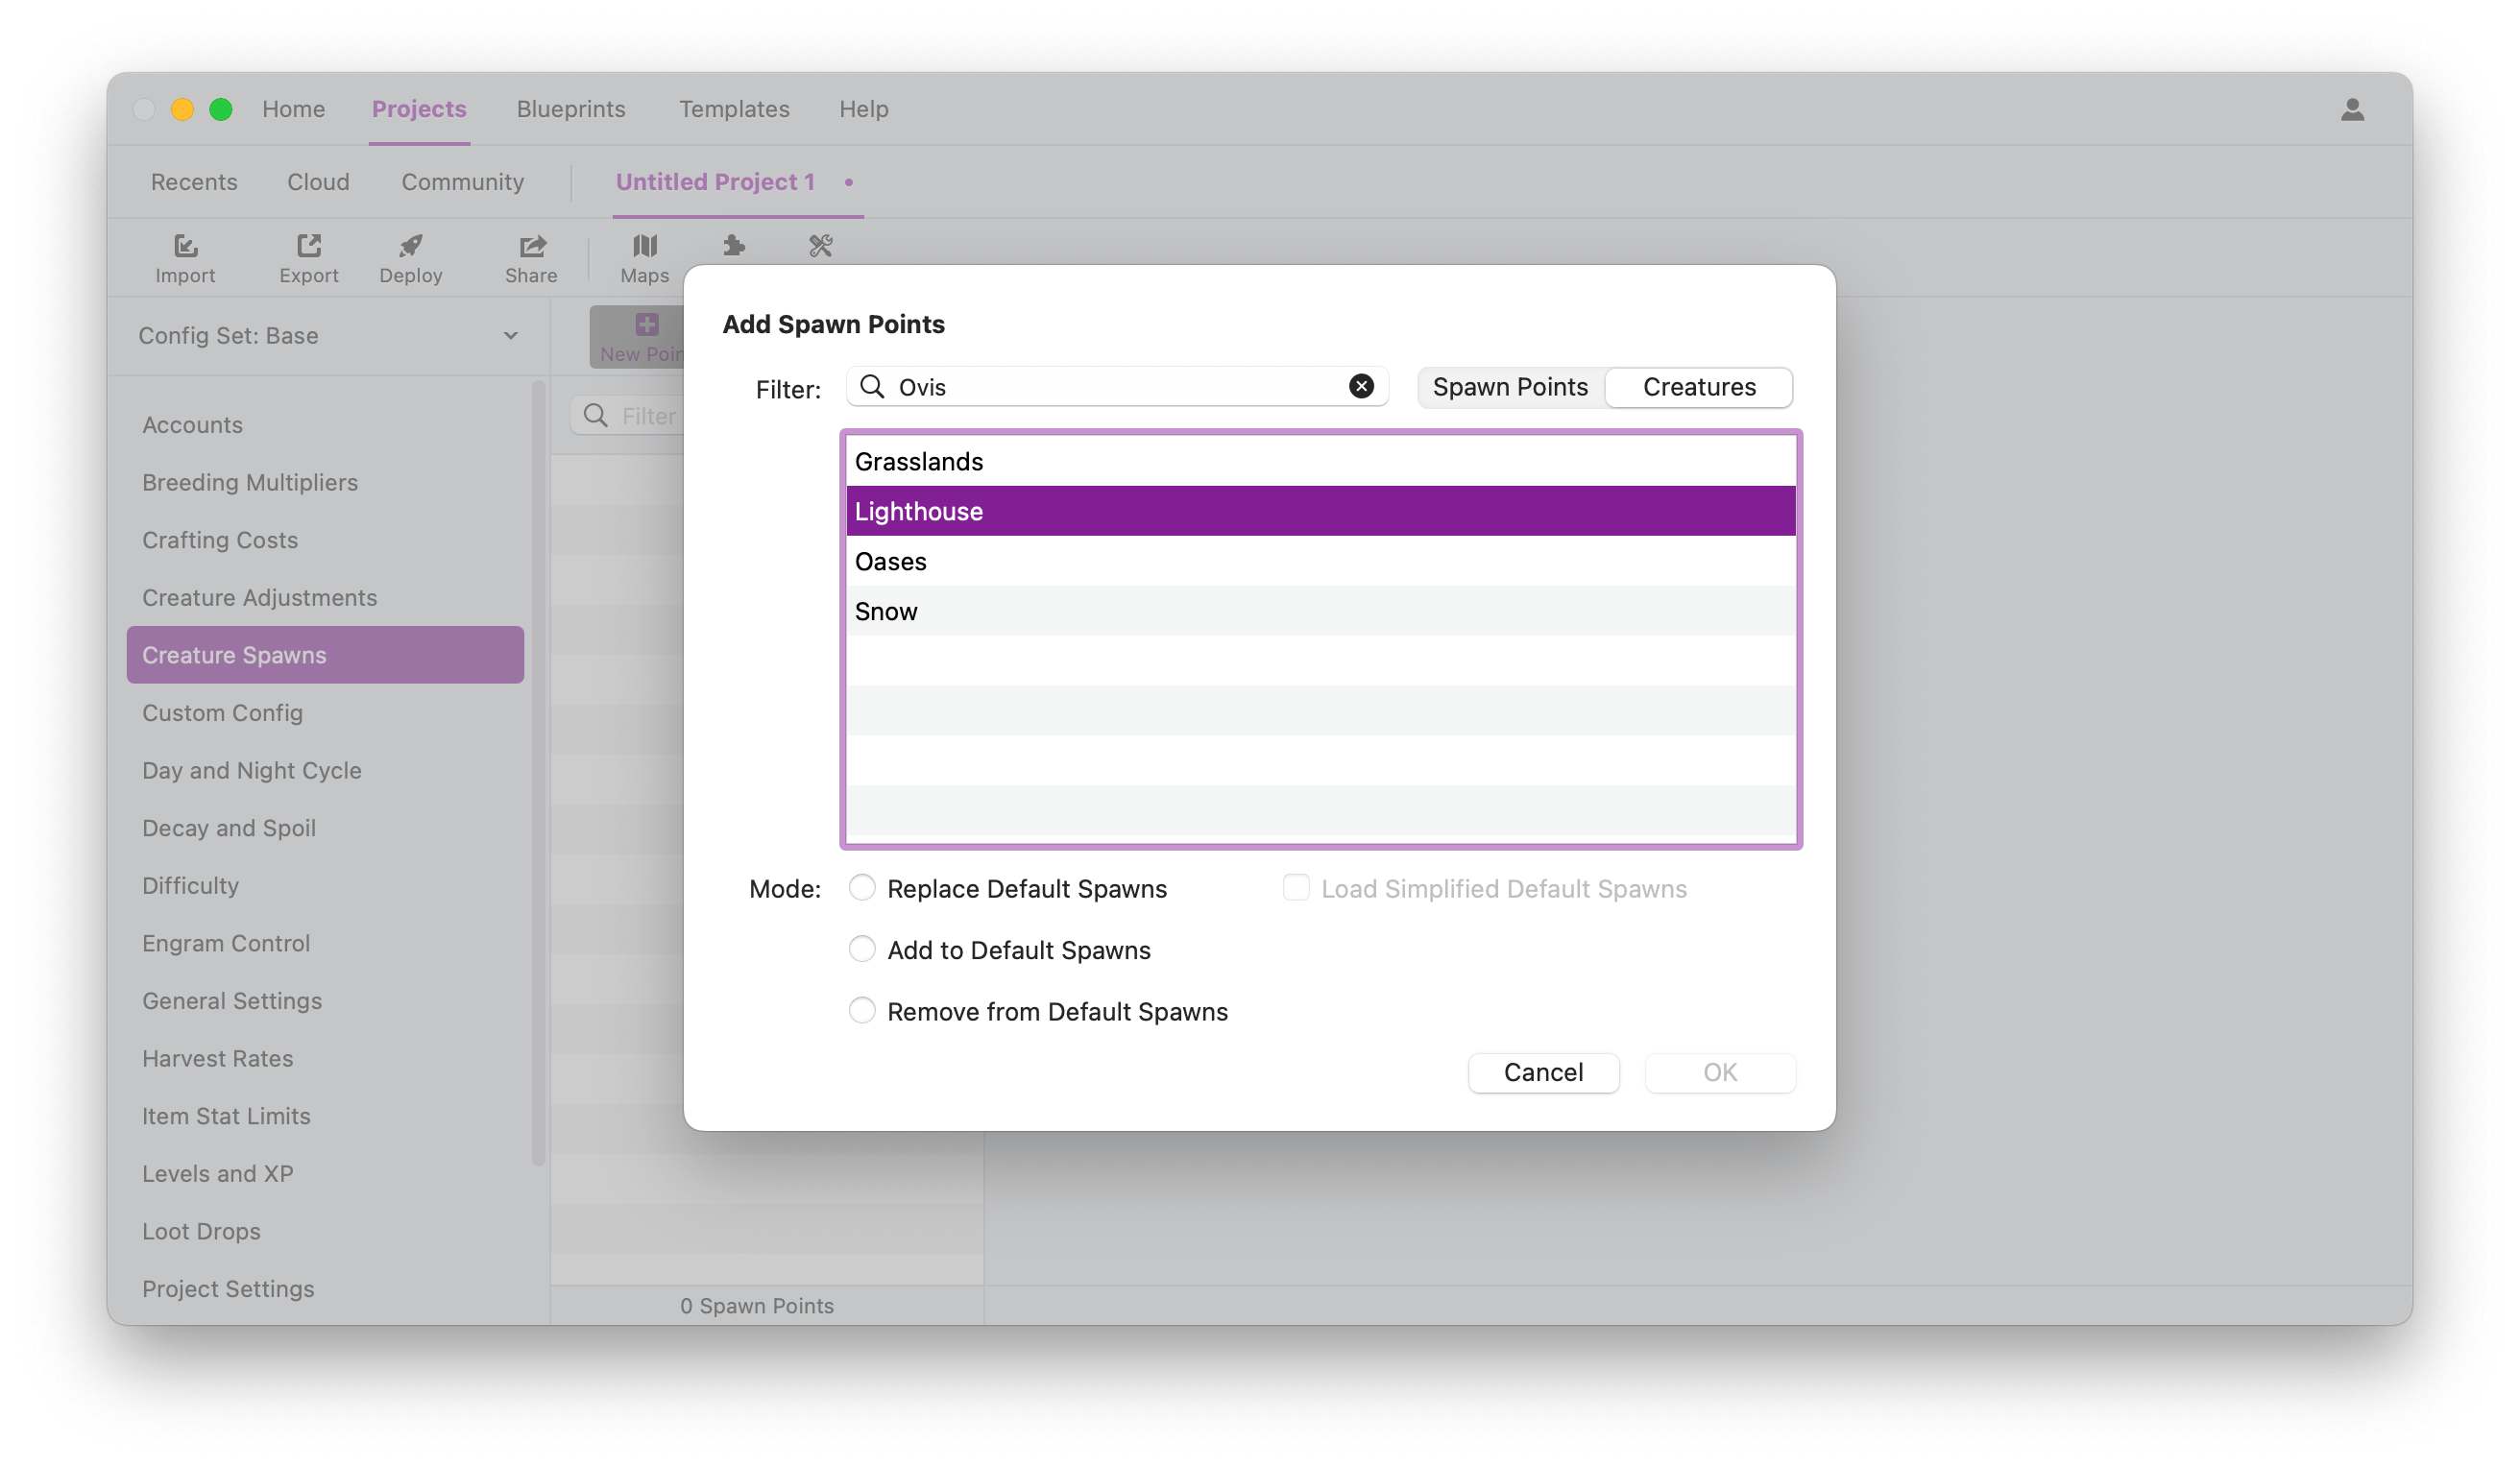 Home Projects Blueprints Templates Help
Recents Cloud Community Untitled Project 1 •
Import Export Deploy Share Maps
Config Set: Base
New Poin
Filter
Accounts
Breeding Multipliers
Crafting Costs
Creature Adjustments
Creature Spawns
Custom Config
Day and Night Cycle
Decay and Spoil
Difficulty
Engram Control
General Settings
Harvest Rates
Item Stat Limits
Levels and XP
Loot Drops
Project Settings
0 Spawn Points
Add Spawn Points
Filter: Ovis Spawn Points Creatures
Grasslands
Lighthouse
Oases
Snow
Mode: Replace Default Spawns Load Simplified Default Spawns
Add to Default Spawns
Remove from Default Spawns
Cancel OK